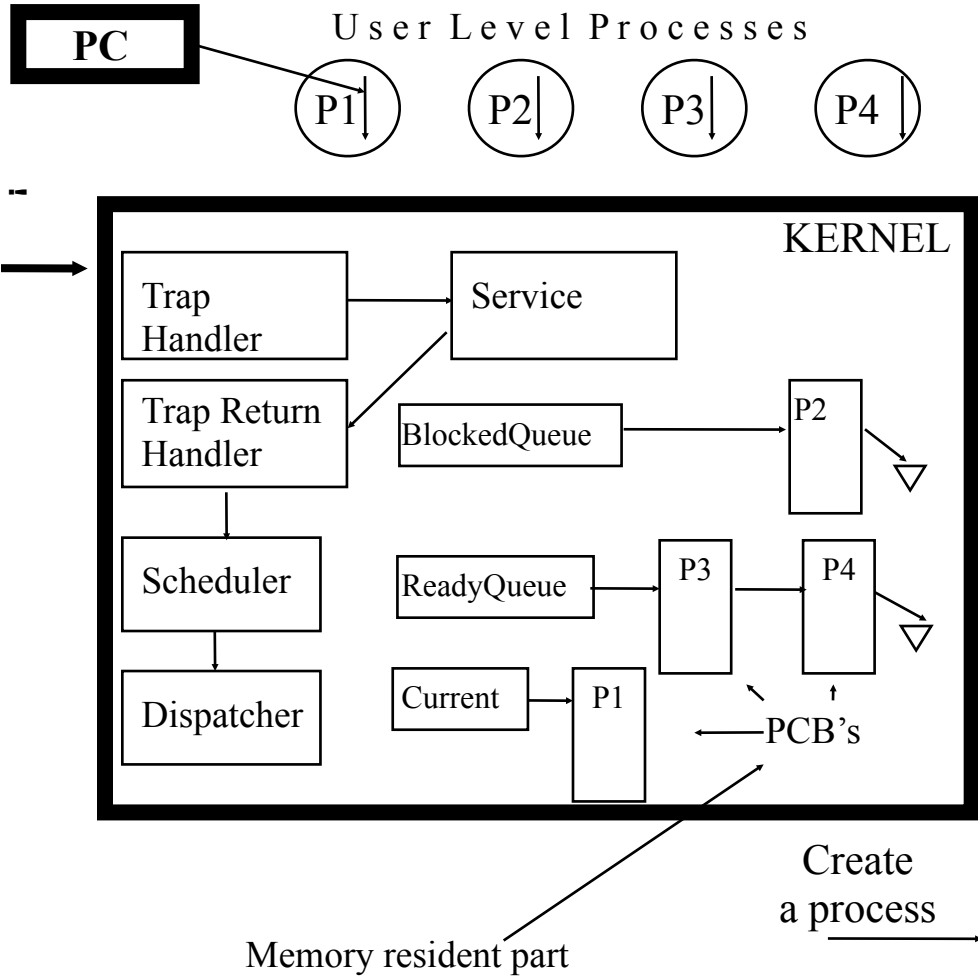 PC
User Level Processes
P1
P2
P3
P4
KERNEL
Trap
Handler
Service
Trap Return
Handler
BlockedQueue
P2
Scheduler
ReadyQueue
P3
P4
Dispatcher
Current
P1
PCB’s
Create
a process
Memory resident part